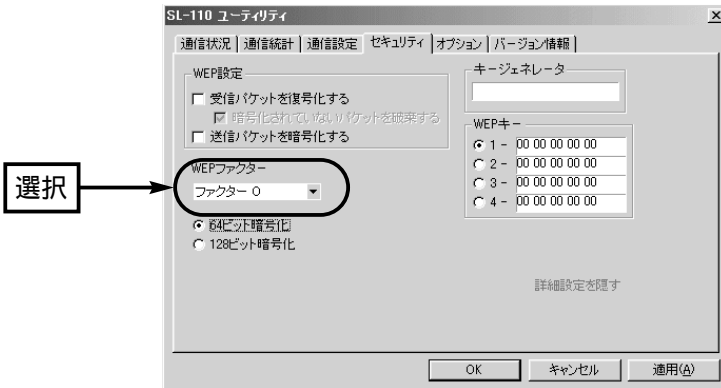 SL-110 ユーティリティ
通信状況 通信統計 通信設定 セキュリティ オプション バージョン情報
WEP設定
受信パケットを復号化する
暗号化されていないパケットを破棄する
送信パケットを暗号化する
キージェネレータ
WEPキー
1 - 00 00 00 00 00
2 - 00 00 00 00 00
3 - 00 00 00 00 00
4 - 00 00 00 00 00
選択
WEPファクター
ファクター 0
64ビット暗号化
128ビット暗号化
詳細設定を隠す
OK キャンセル 適用(A)